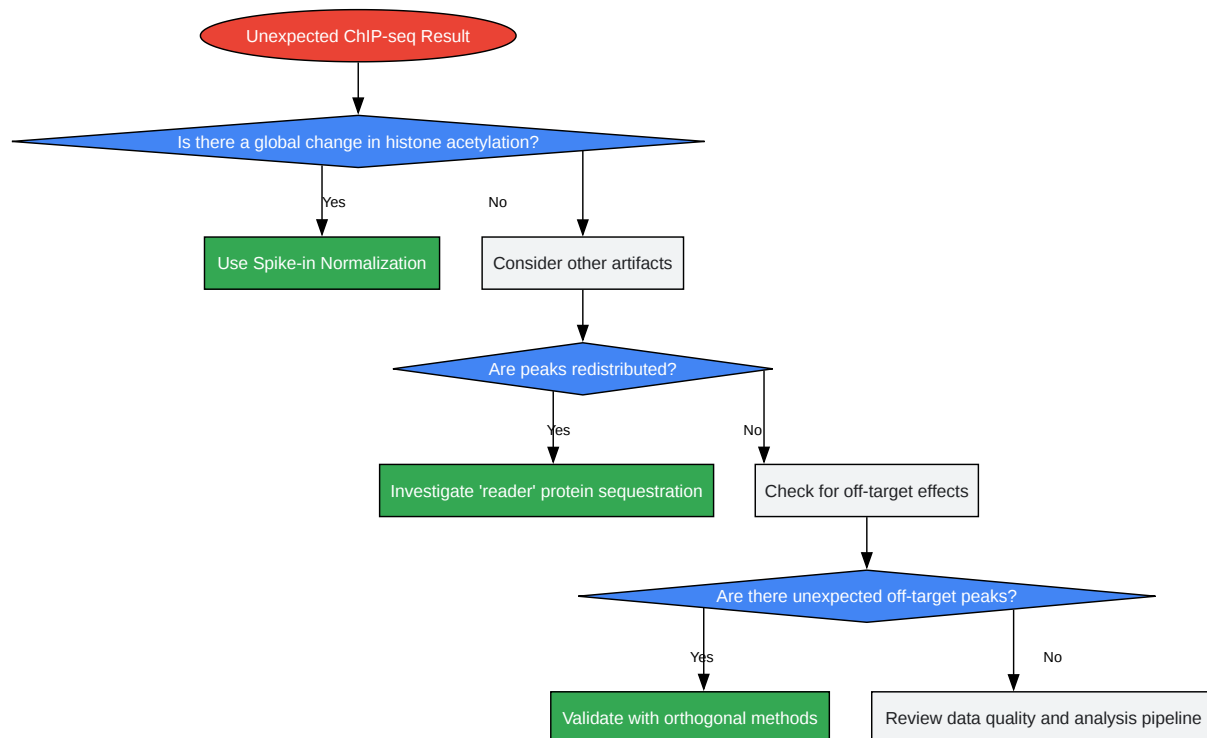 Unexpected ChIP-seq Result
Is there a global change in histone acetylation?
Yes
No
Use Spike-in Normalization
Consider other artifacts
Are peaks redistributed?
Yes
No
Investigate 'reader' protein sequestration
Check for off-target effects
Are there unexpected off-target peaks?
Yes
No
Validate with orthogonal methods
Review data quality and analysis pipeline